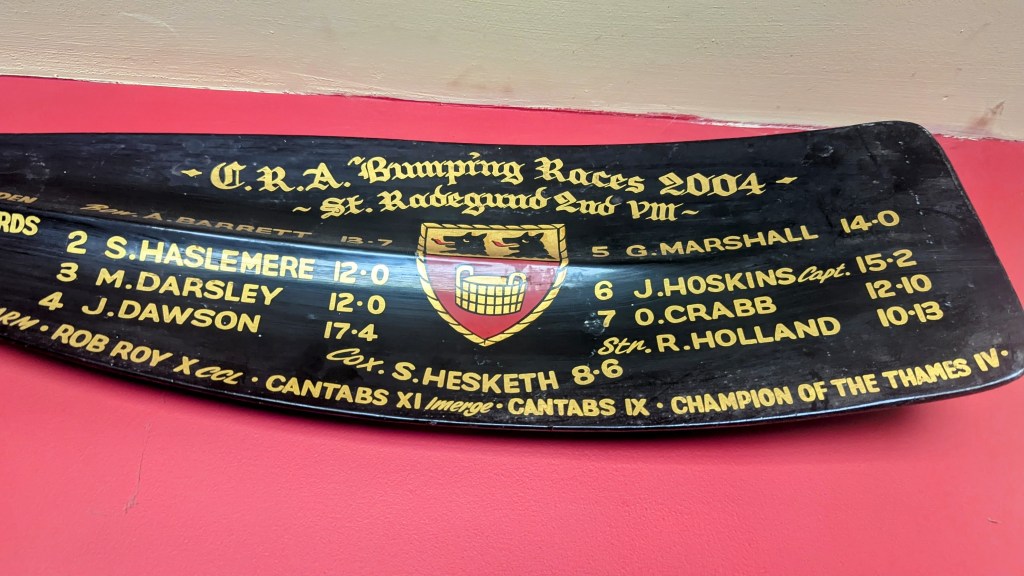 - C.R.A. Bumping Races 2004 -
~ St. Radegund 2nd VIII ~
Bow. A. BARRETT 13·7
2 S. HASLEMERE 12·0
3 M. DARSLEY 12·0
4 J. DAWSON 17·4
5 G. MARSHALL 14·0
6 J. HOSKINS Capt. 15·2
7 O. CRABB 12·10
Str. R. HOLLAND 10·13
Cox. S. HESKETH 8·6
· ROB ROY X CCL · CANTABS XI imerge · CANTABS IX · CHAMPION OF THE THAMES IV ·